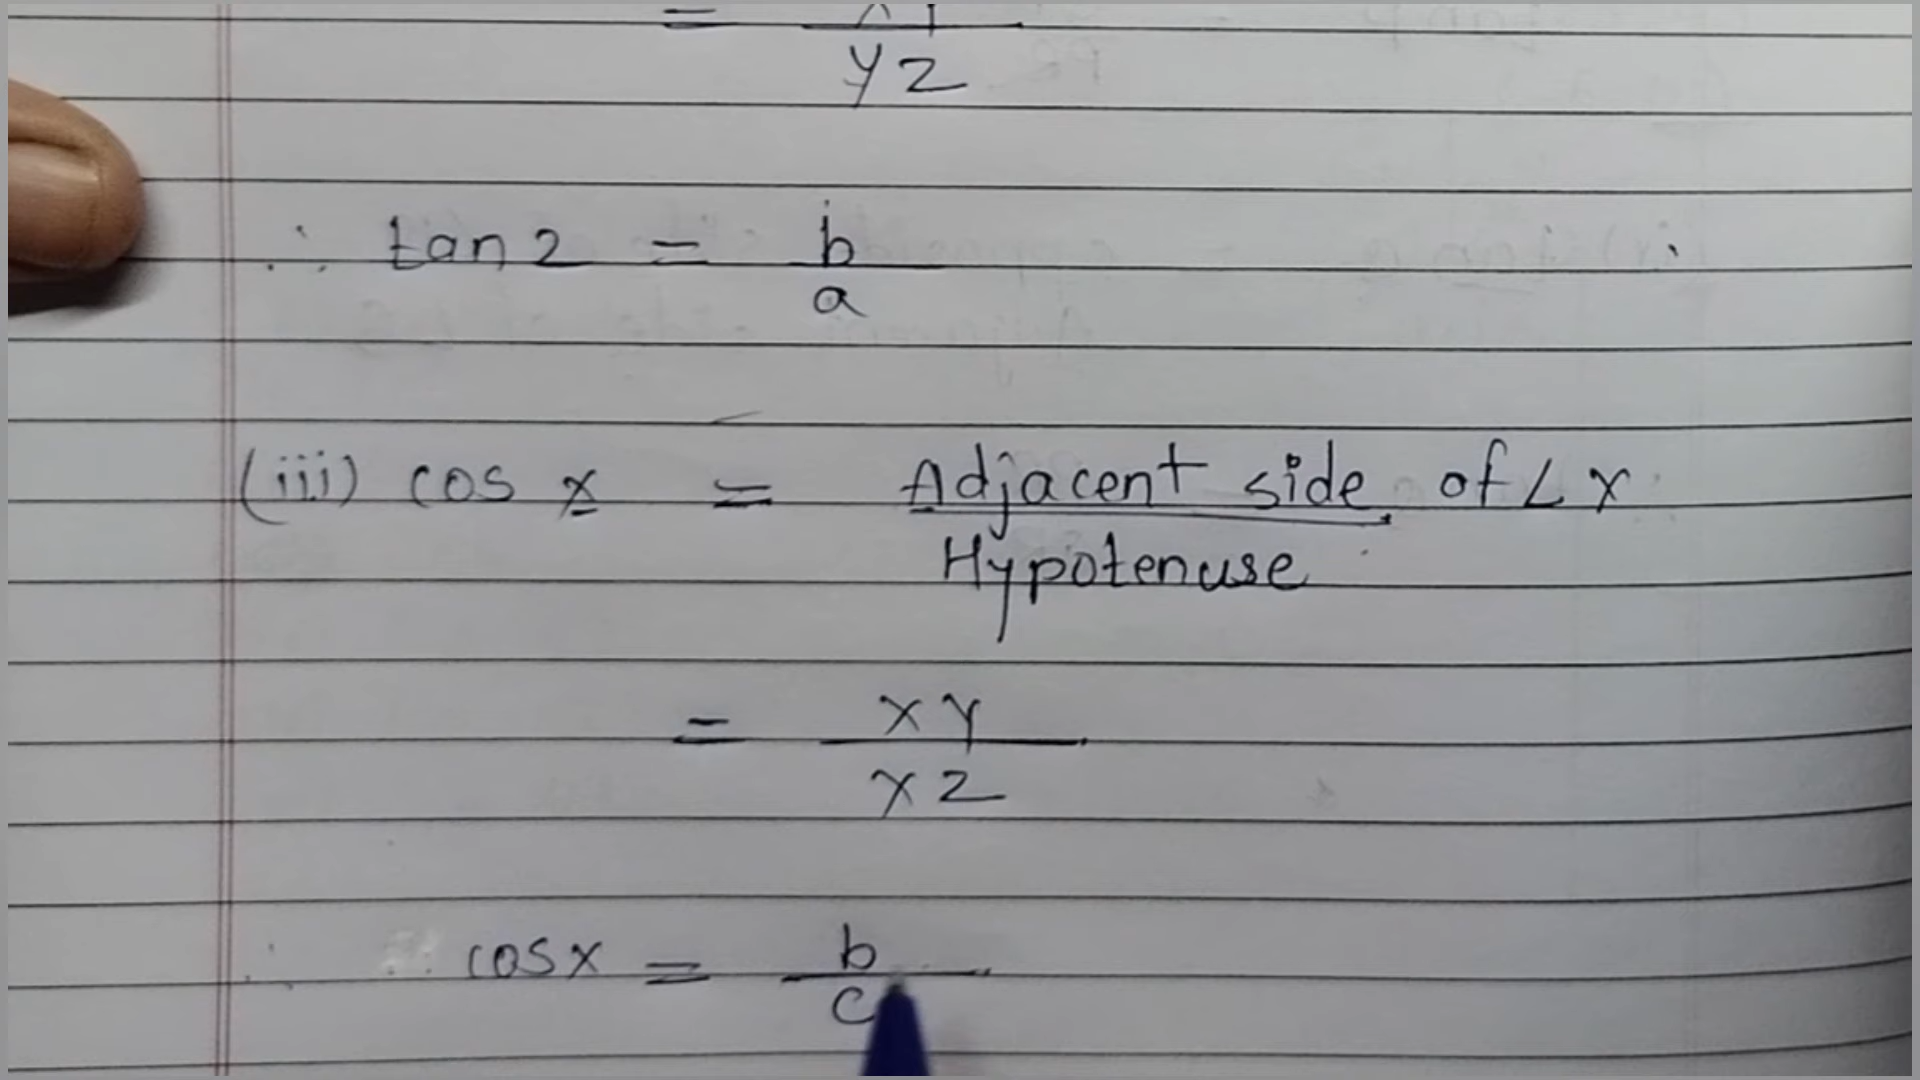 =
YZ
∴ tan Z = b
a
(iii) cos x = Adjacent side of ∠ X
Hypotenuse
= XY
XZ
∴ cos x = b
c